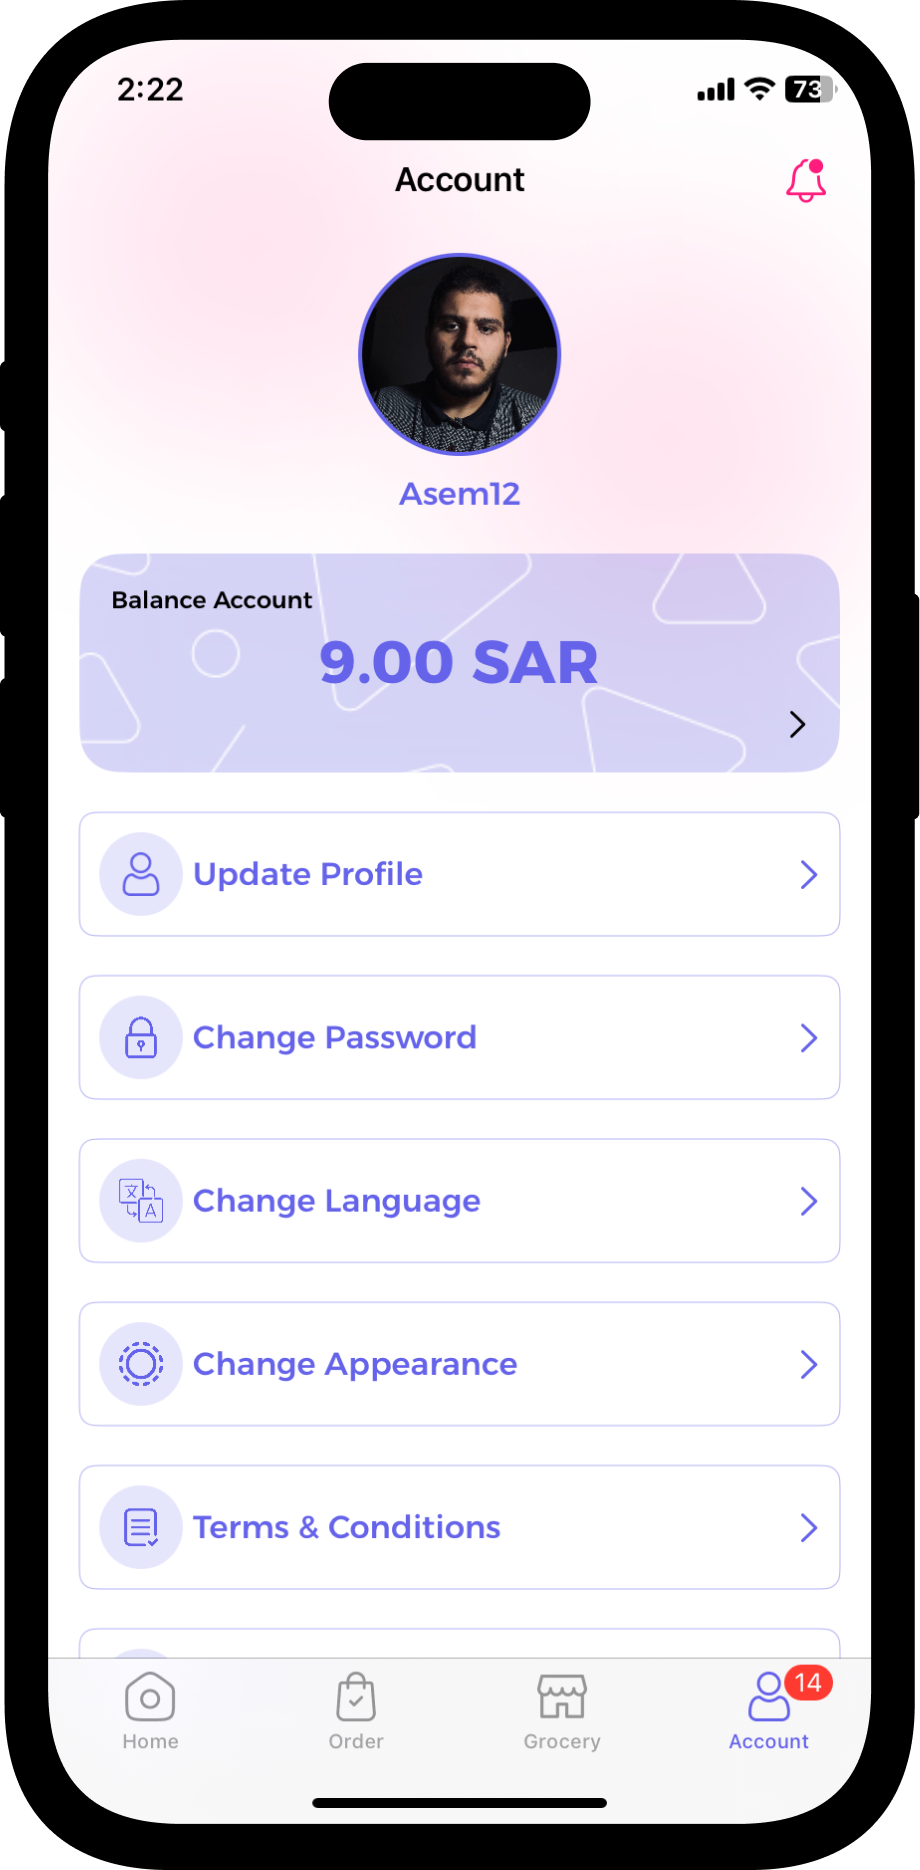 2:22
73
Account
Asem12
Balance Account
9.00 SAR
Update Profile
Change Password
文
A
Change Language
Change Appearance
Terms & Conditions
14
Home
Order
Grocery
Account